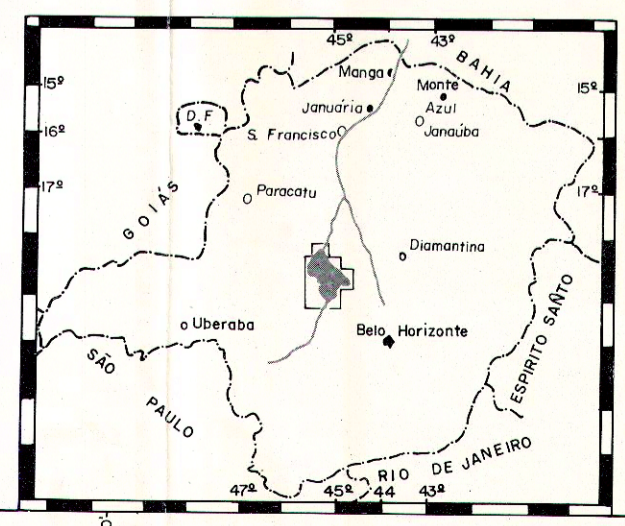 45º 43º
BAHIA
Manga
15º
Monte
Azul
15º
Januária
D.F
16º
S. Francisco
Janaúba
17º
Paracatu
17º
GOIÁS
Diamantina
ESPIRITO SANTO
Uberaba
Belo Horizonte
SÃO PAULO
RIO DE JANEIRO
47º 45º 44 43º